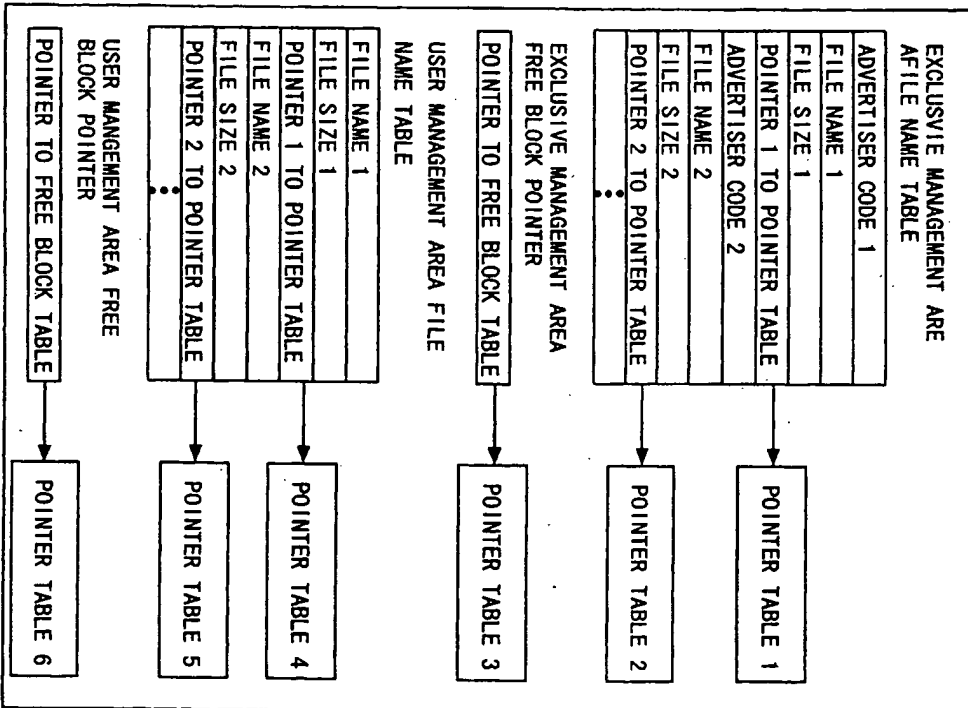 EXCLUSVIE MANAGEMENT ARE
AFILE NAME TABLE
ADVERTISER CODE 1
FILE NAME 1
FILE SIZE 1
POINTER 1 TO POINTER TABLE
ADVERTISER CODE 2
FILE NAME 2
FILE SIZE 2
POINTER 2 TO POINTER TABLE
•••
POINTER TABLE 1
POINTER TABLE 2
EXCLUSIVE MANAGEMENT AREA
FREE BLOCK POINTER
POINTER TO FREE BLOCK TABLE
POINTER TABLE 3
USER MANAGEMENT AREA FILE
NAME TABLE
FILE NAME 1
FILE SIZE 1
POINTER 1 TO POINTER TABLE
FILE NAME 2
FILE SIZE 2
POINTER 2 TO POINTER TABLE
•••
POINTER TABLE 4
POINTER TABLE 5
USER MANGEMENT AREA FREE
BLOCK POINTER
POINTER TO FREE BLOCK TABLE
POINTER TABLE 6